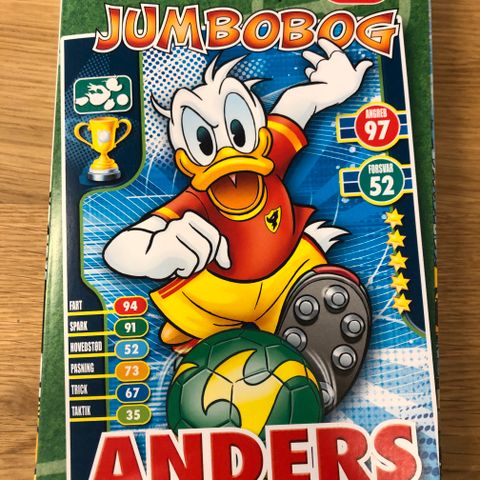 JUMBOBOG
ANGREB
97
FORSVAR
52
FART 94
SPARK 91
HOVEDSTØD 52
PASNING 73
TRICK 67
TAKTIK 35
ANDERS